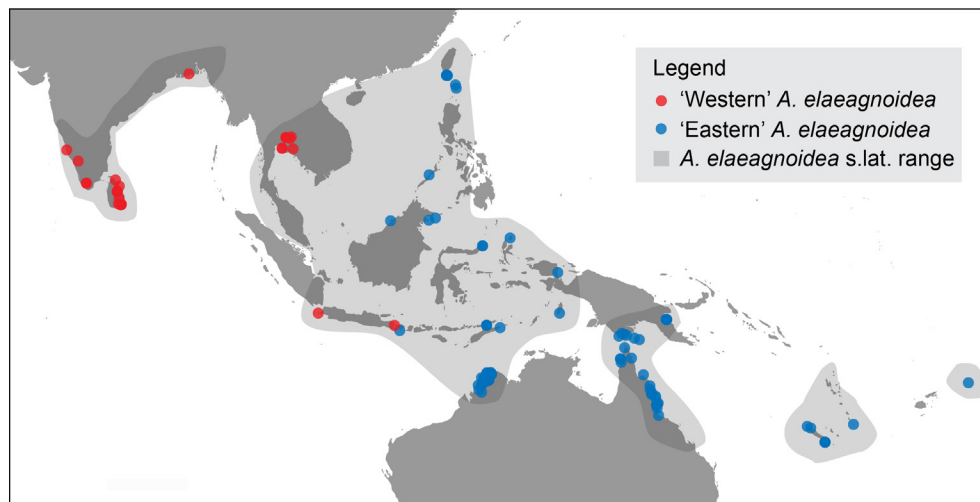 Legend
‘Western’ A. elaeagnoidea
‘Eastern’ A. elaeagnoidea
A. elaeagnoidea s.lat. range